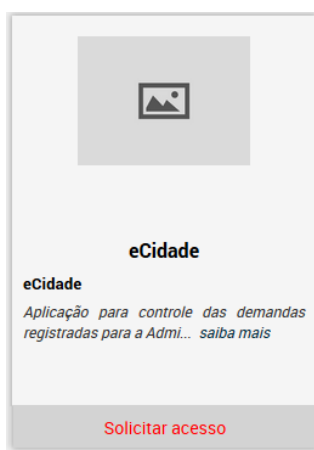 eCidade
eCidade
Aplicação para controle das demandas
registradas para a Admi... saiba mais
Solicitar acesso